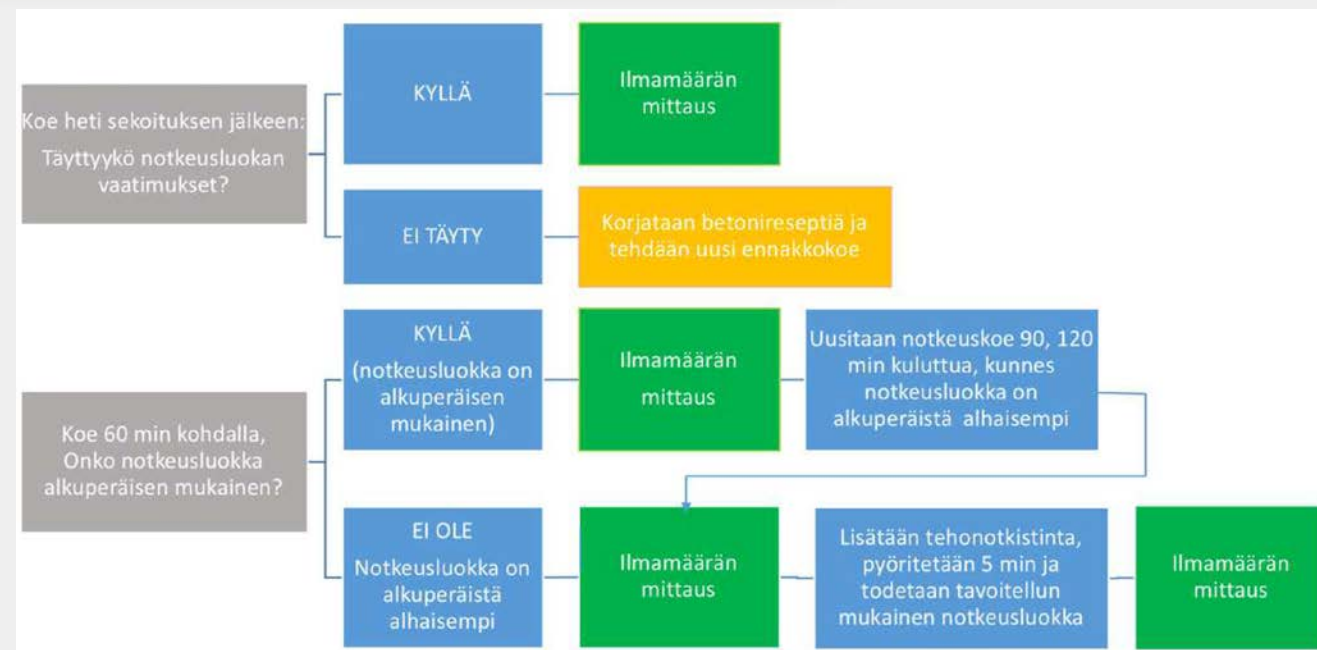 Koe heti sekoituksen jälkeen:
Täyttyykö notkeusluokan
vaatimukset?
KYLLÄ
Ilmamäärän
mittaus
EI TÄYTY
Korjataan betonireseptiä ja
tehdään uusi ennakkokoe
Koe 60 min kohdalla,
Onko notkeusluokka
alkuperäisen mukainen?
KYLLÄ
(notkeusluokka on
alkuperäisen
mukainen)
Ilmamäärän
mittaus
Uusitaan notkeuskoe 90, 120
min kuluttua, kunnes
notkeusluokka on
alkuperäistä alhaisempi
EI OLE
Notkeusluokka on
alkuperäistä
alhaisempi
Ilmamäärän
mittaus
Lisätään tehonotkistinta,
pyöritetään 5 min ja
todetaan tavoitellun
mukainen notkeusluokka
Ilmamäärän
mittaus